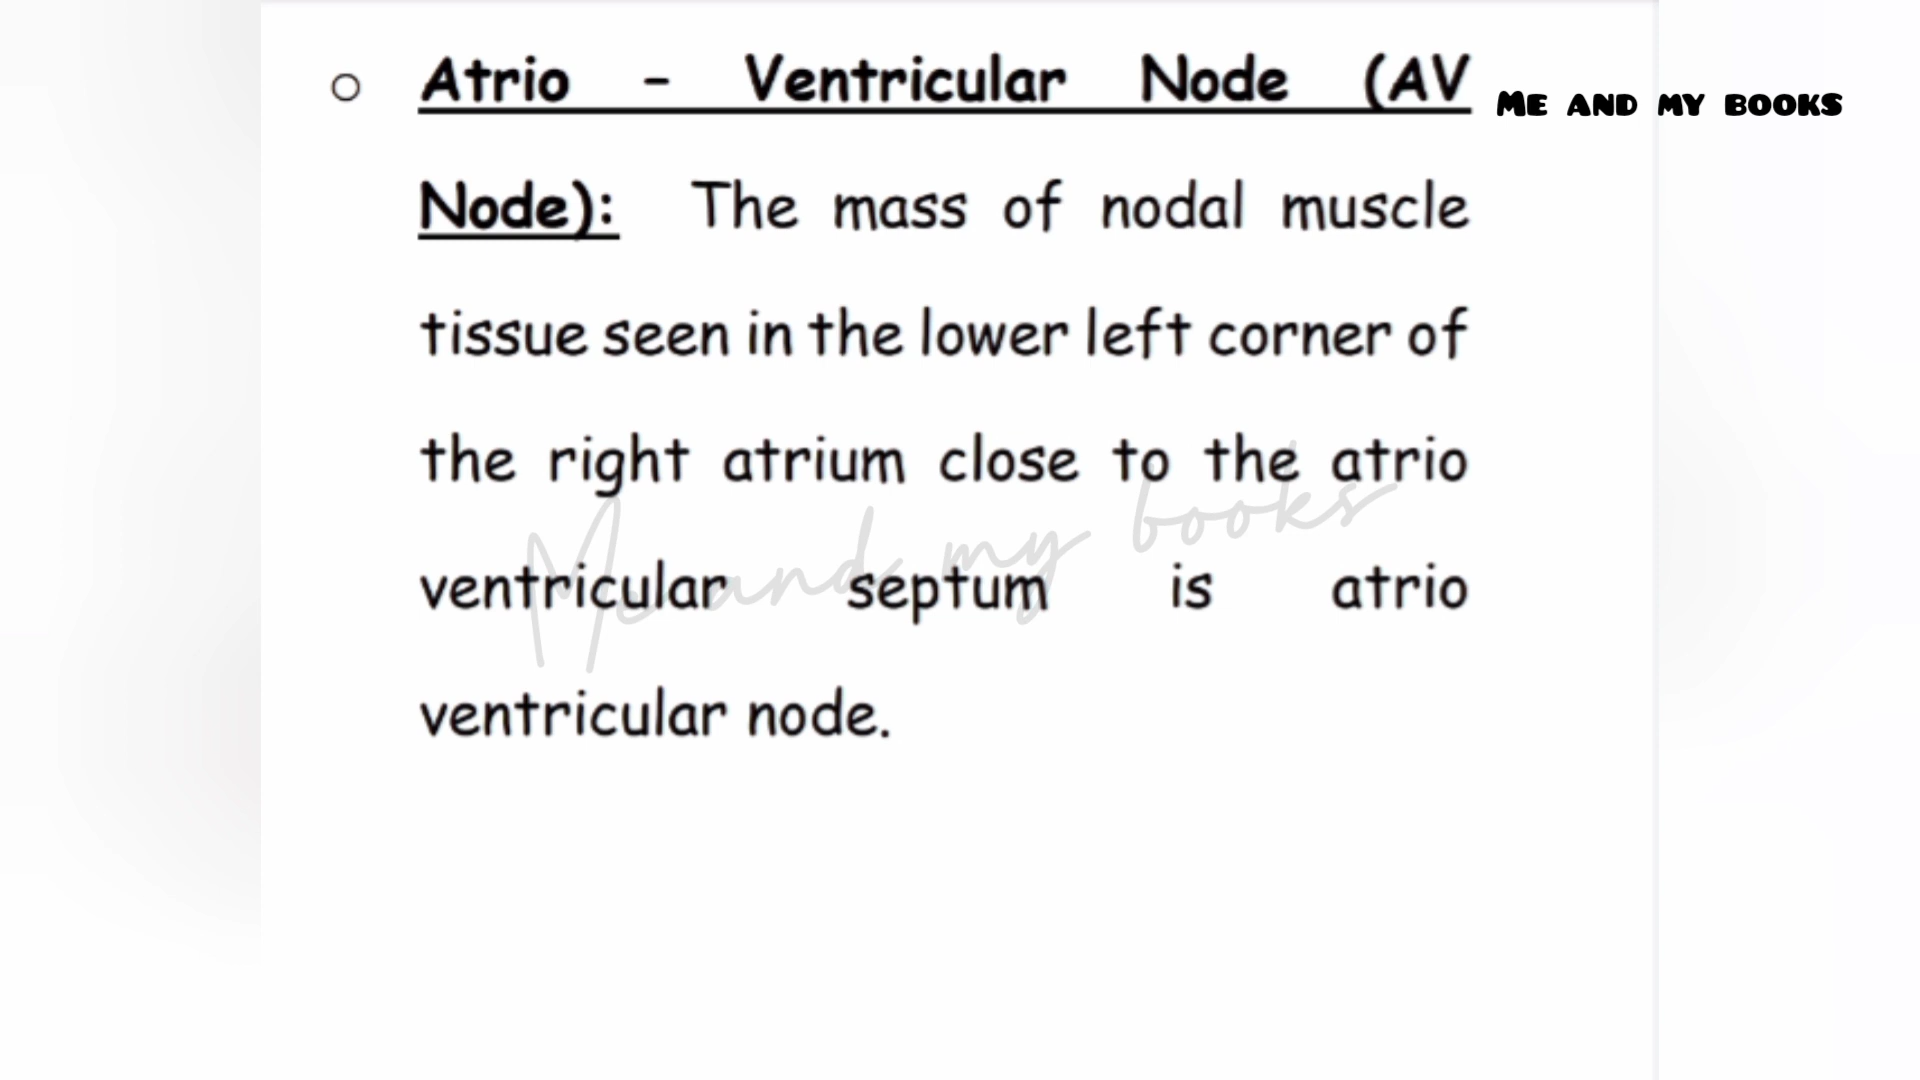 ○ Atrio - Ventricular Node (AV
ME AND MY BOOKS
Node): The mass of nodal muscle
tissue seen in the lower left corner of
the right atrium close to the atrio
Me and my books
ventricular septum is atrio
ventricular node.